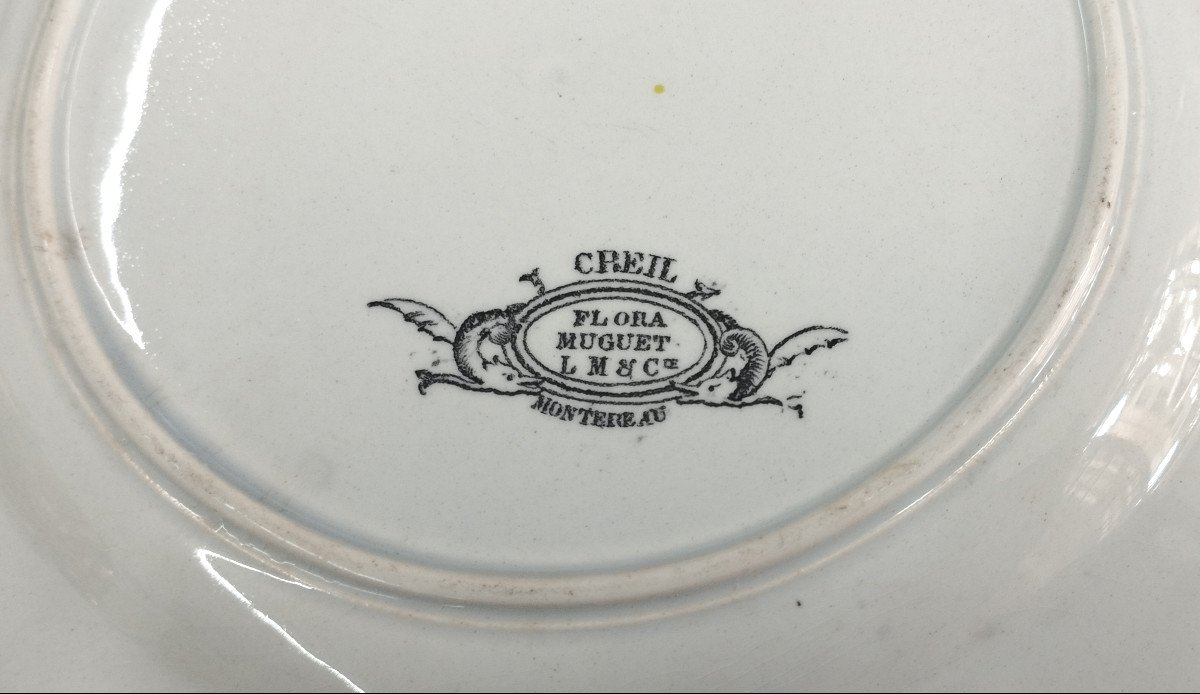 CREIL
FLORA
MUGUET
L M & Cie
MONTEREAU